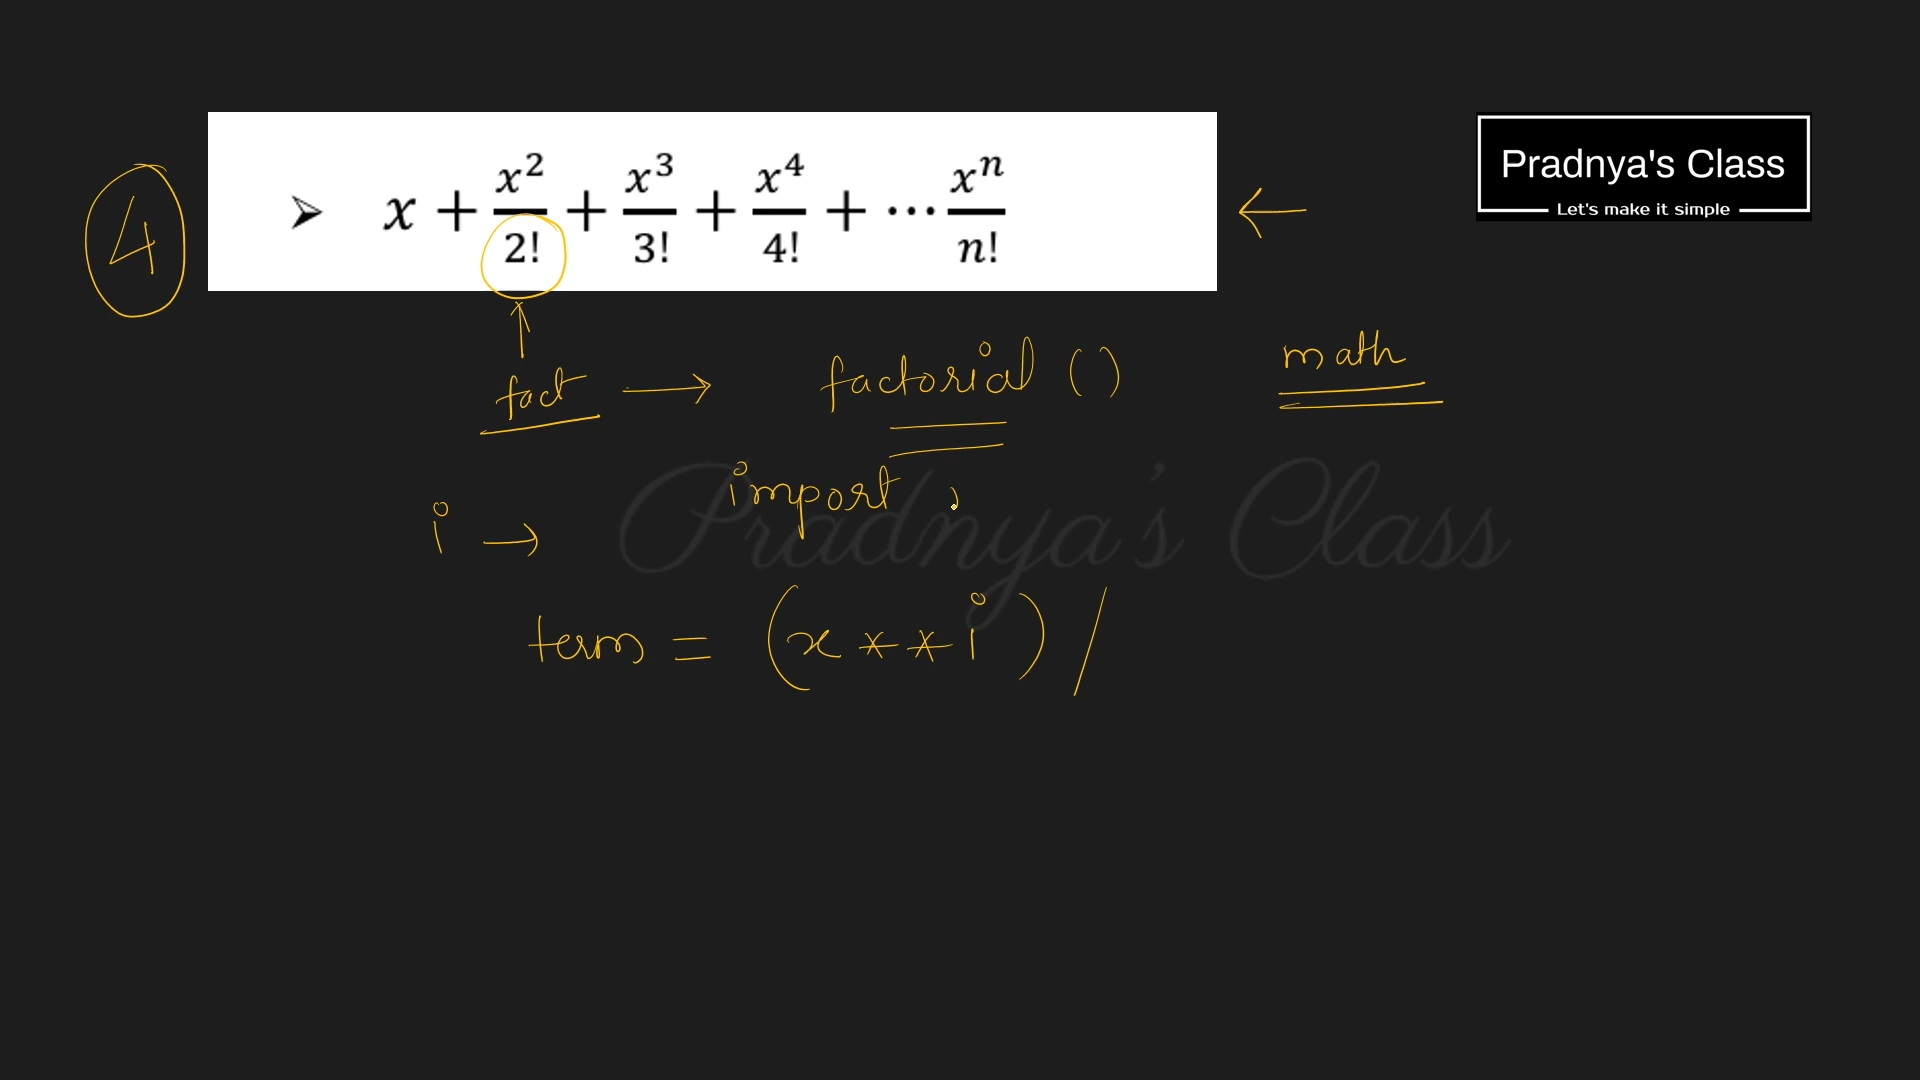 4
➢ x + x²/2! + x³/3! + x⁴/4! + ⋯ xⁿ/n! ←
Pradnya's Class
Let's make it simple
↑
fact → factorial () math
import
i →
term = (x**i) /
Pradnya's Class